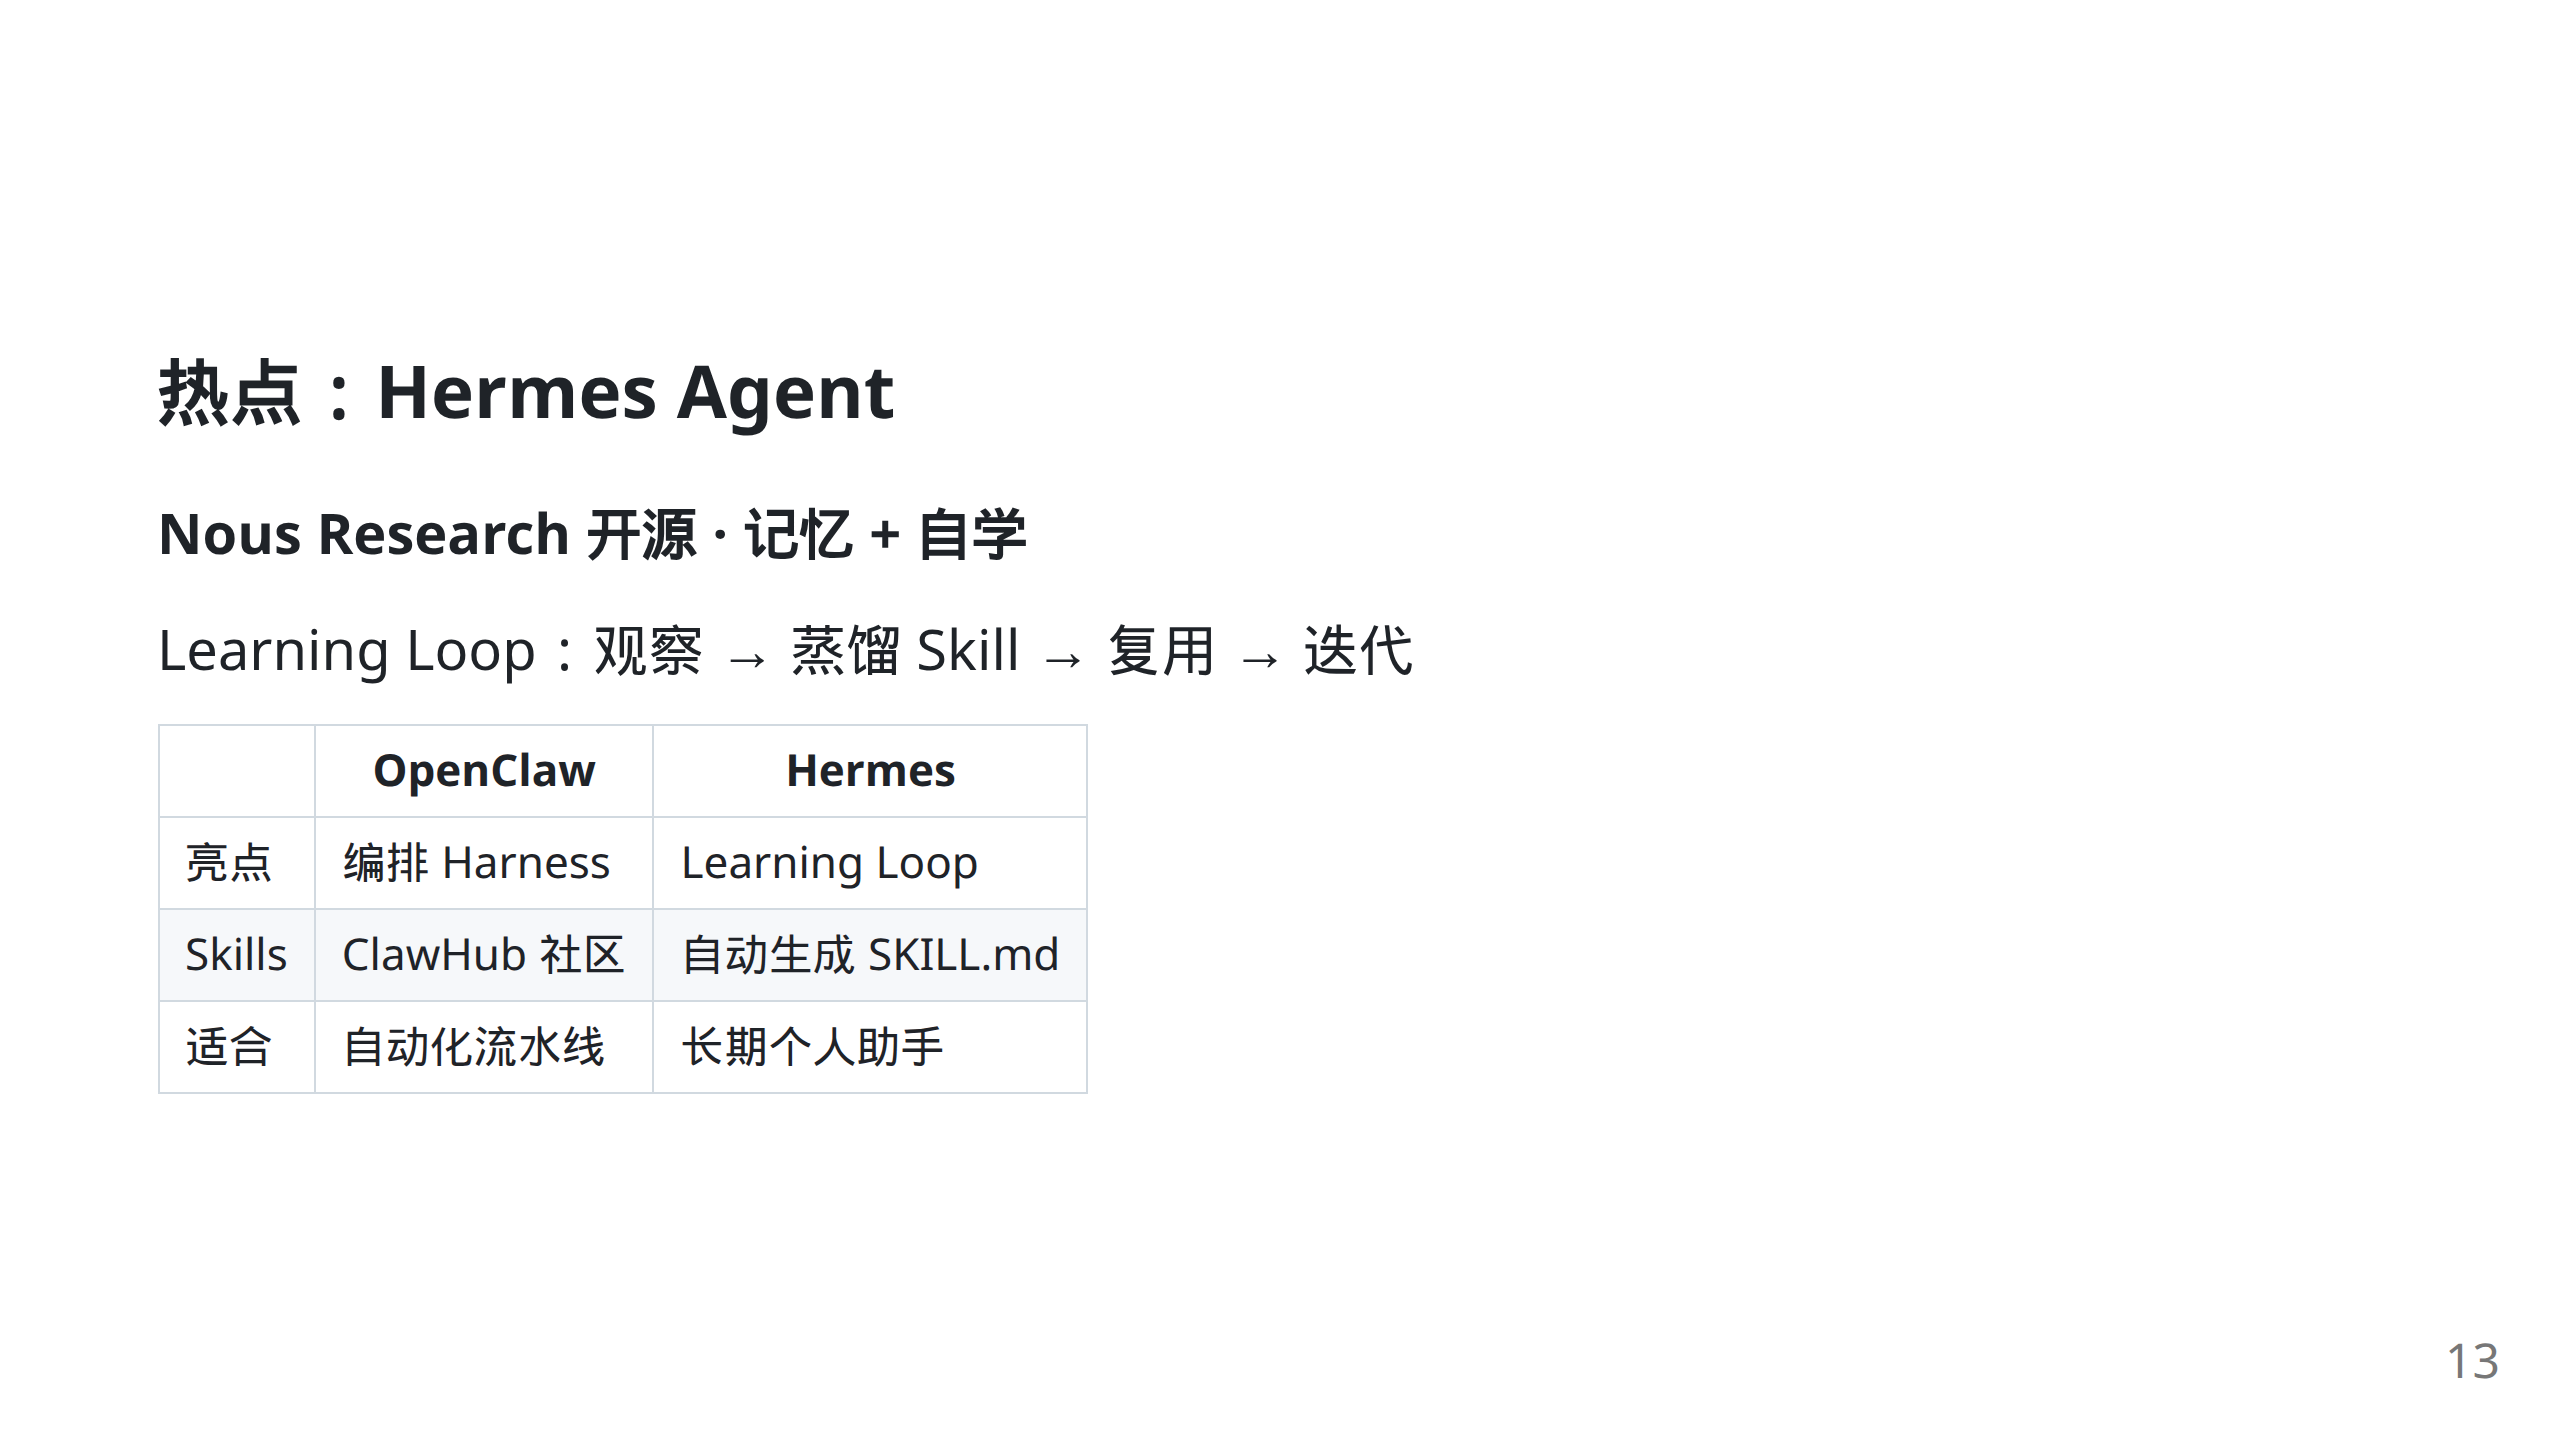 热点：Hermes Agent
Nous Research 开源 · 记忆 + 自学
Learning Loop：观察 → 蒸馏 Skill → 复用 → 迭代
OpenClaw Hermes
亮点 编排 Harness Learning Loop
Skills ClawHub 社区 自动生成 SKILL.md
适合 自动化流水线 长期个人助手
13